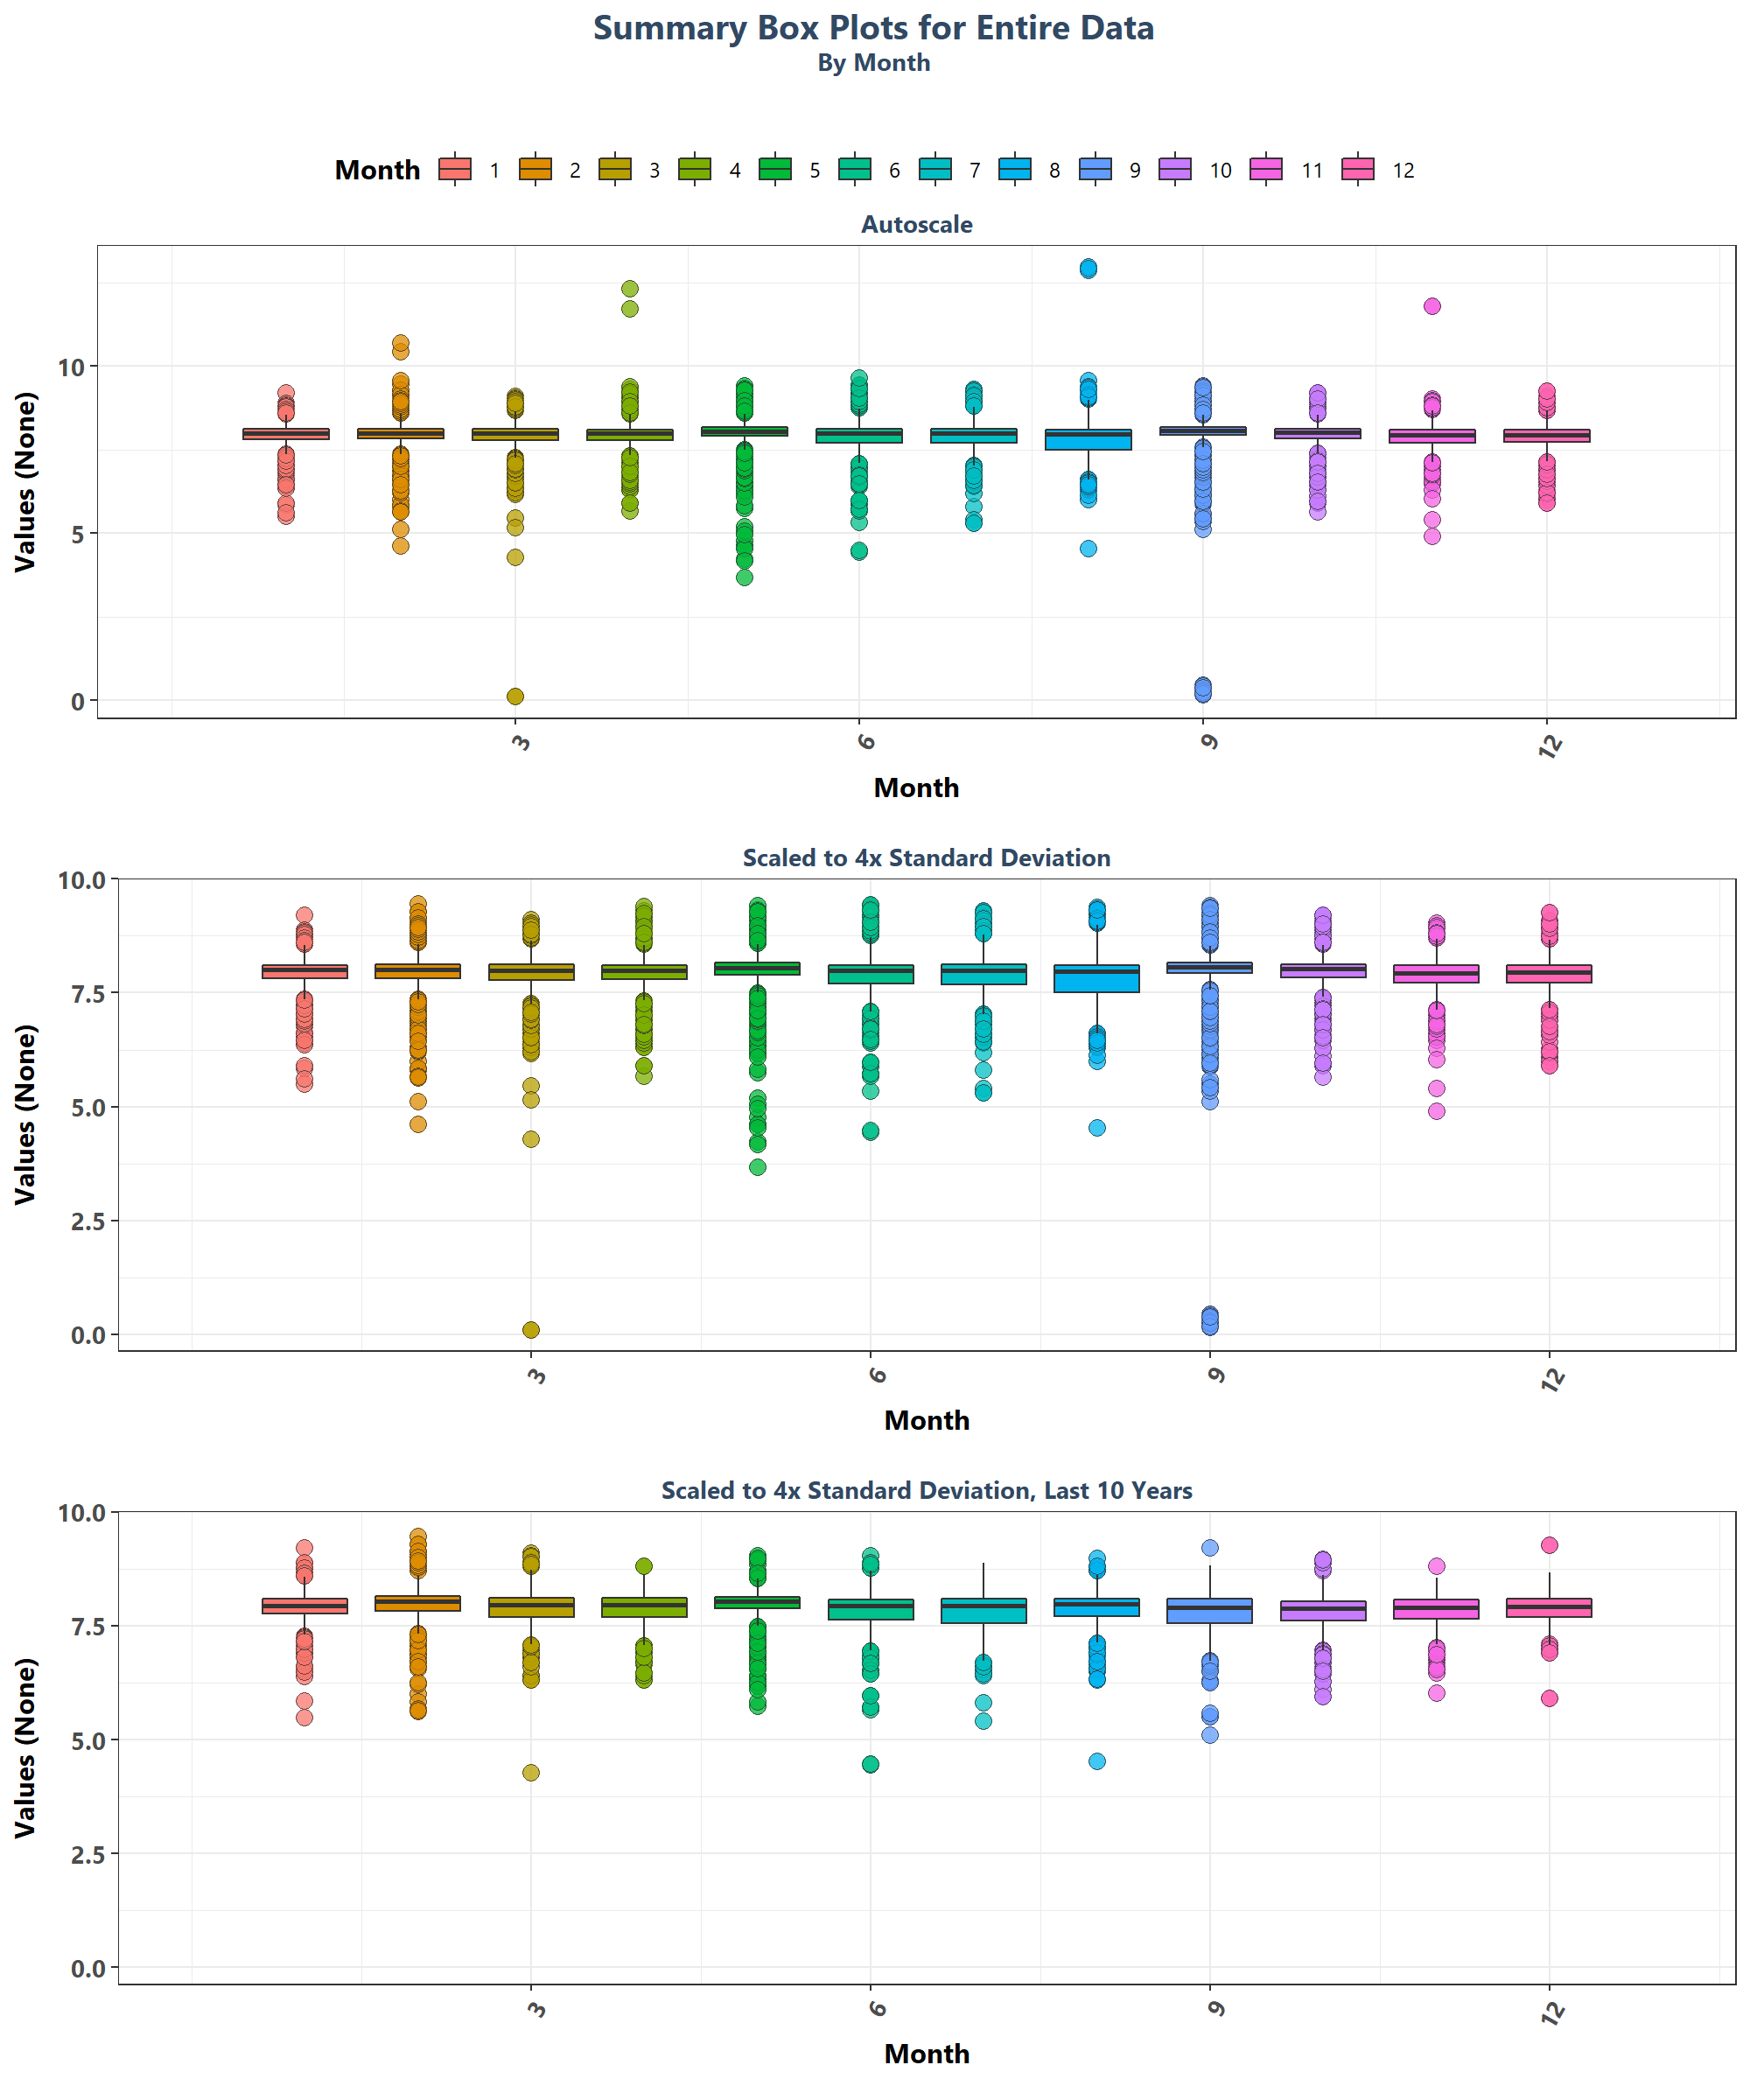 Summary Box Plots for Entire Data
By Month
Month 1 2 3 4 5 6 7 8 9 10 11 12
Autoscale
Values (None)
10
5
0
3 6 9 12
Month
Scaled to 4x Standard Deviation
Values (None)
10.0
7.5
5.0
2.5
0.0
3 6 9 12
Month
Scaled to 4x Standard Deviation, Last 10 Years
Values (None)
10.0
7.5
5.0
2.5
0.0
3 6 9 12
Month